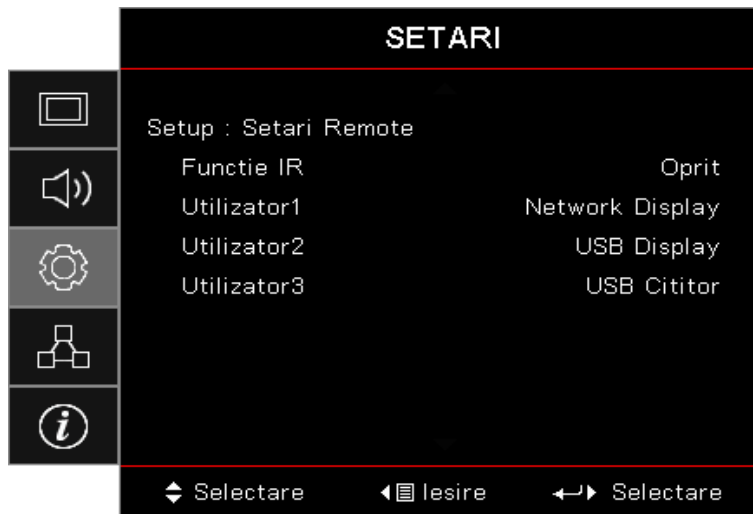 SETARI
Setup : Setari Remote
Functie IR Oprit
Utilizator1 Network Display
Utilizator2 USB Display
Utilizator3 USB Cititor
i
Selectare Iesire Selectare